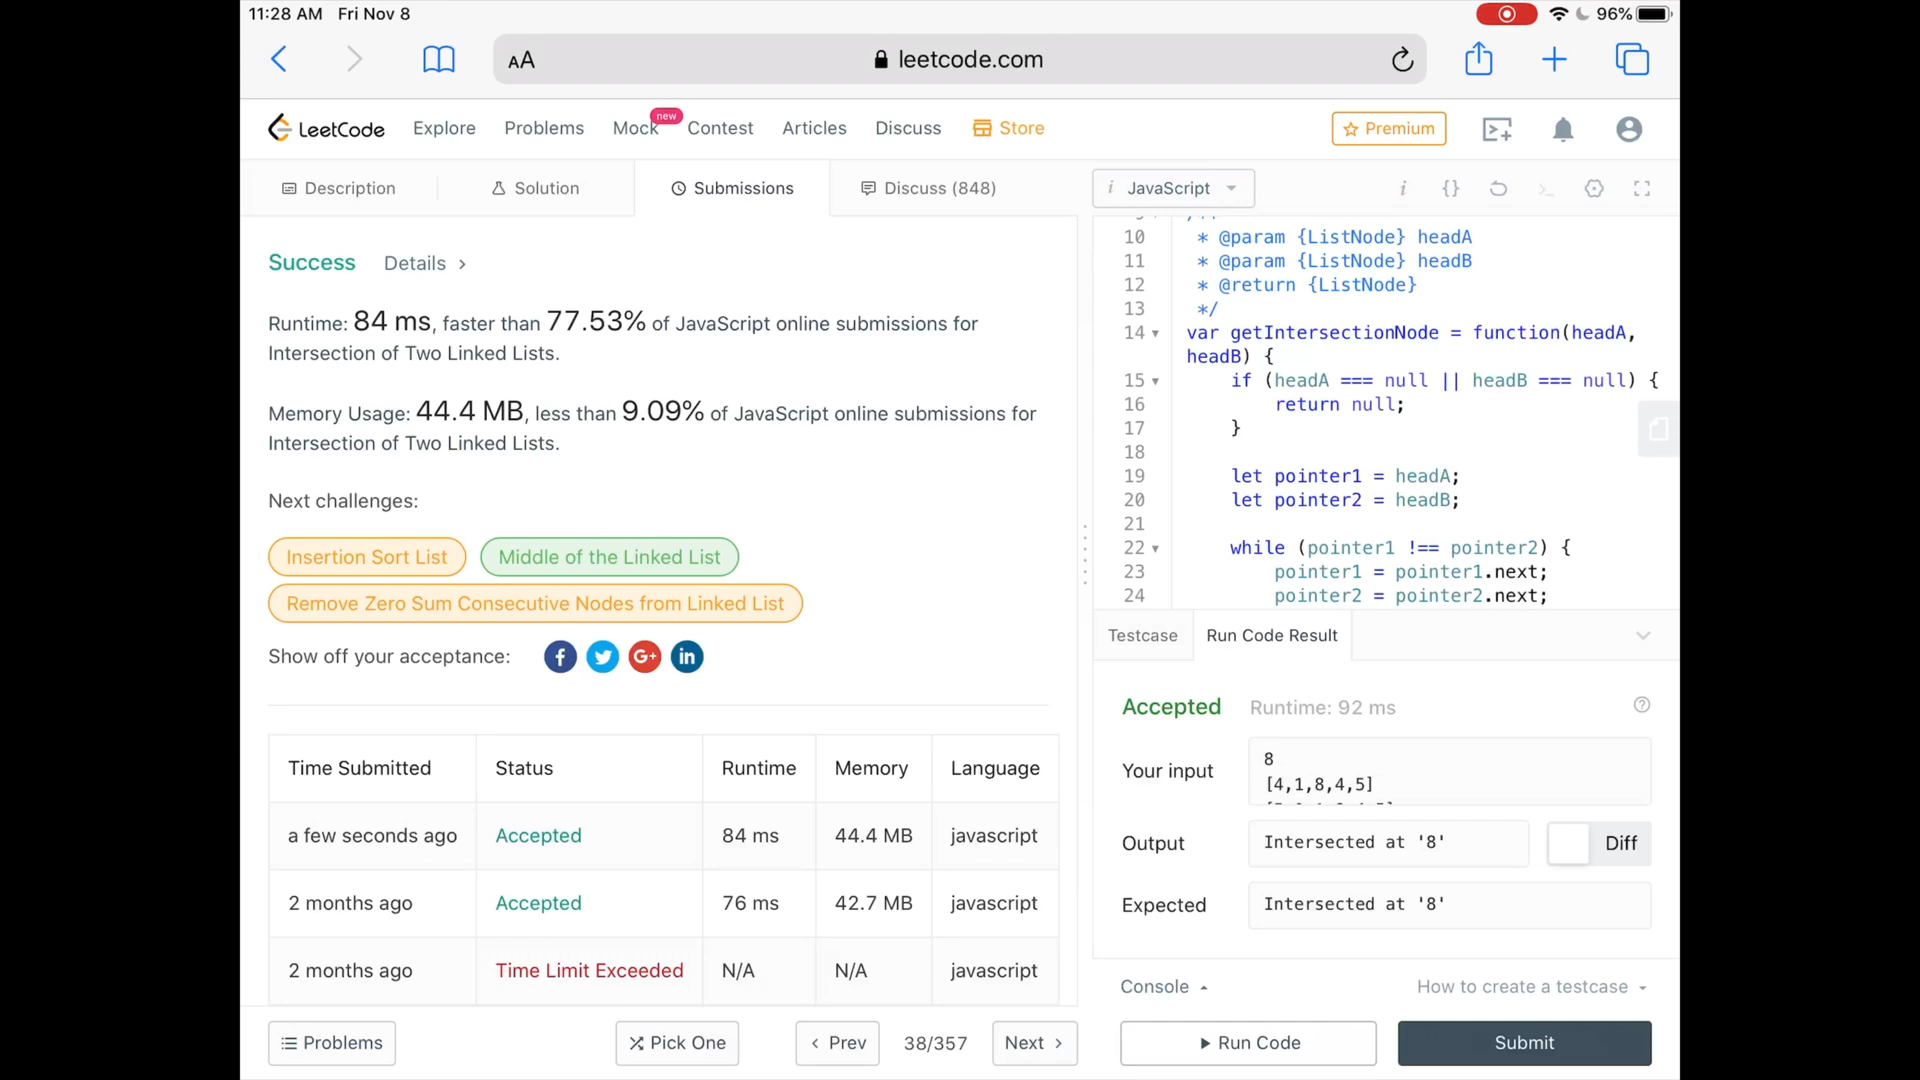 11:28 AM Fri Nov 8
96%
AA
leetcode.com
LeetCode
Explore
Problems
Mock
new
Contest
Articles
Discuss
Store
Premium
Description
Solution
Submissions
Discuss (848)
i JavaScript
i {} >_
Success Details >
Runtime: 84 ms, faster than 77.53% of JavaScript online submissions for
Intersection of Two Linked Lists.
Memory Usage: 44.4 MB, less than 9.09% of JavaScript online submissions for
Intersection of Two Linked Lists.
Next challenges:
Insertion Sort List
Middle of the Linked List
Remove Zero Sum Consecutive Nodes from Linked List
Show off your acceptance:
f
G+
in
Time Submitted Status Runtime Memory Language
a few seconds ago Accepted 84 ms 44.4 MB javascript
2 months ago Accepted 76 ms 42.7 MB javascript
2 months ago Time Limit Exceeded N/A N/A javascript
Problems
Pick One
< Prev
38/357
Next >
10 * @param {ListNode} headA
11 * @param {ListNode} headB
12 * @return {ListNode}
13 */
14 var getIntersectionNode = function(headA,
headB) {
15 if (headA === null || headB === null) {
16 return null;
17 }
18
19 let pointer1 = headA;
20 let pointer2 = headB;
21
22 while (pointer1 !== pointer2) {
23 pointer1 = pointer1.next;
24 pointer2 = pointer2.next;
Testcase
Run Code Result
Accepted Runtime: 92 ms
?
Your input
8
[4,1,8,4,5]
Output
Intersected at '8'
Diff
Expected
Intersected at '8'
Console
How to create a testcase
Run Code
Submit